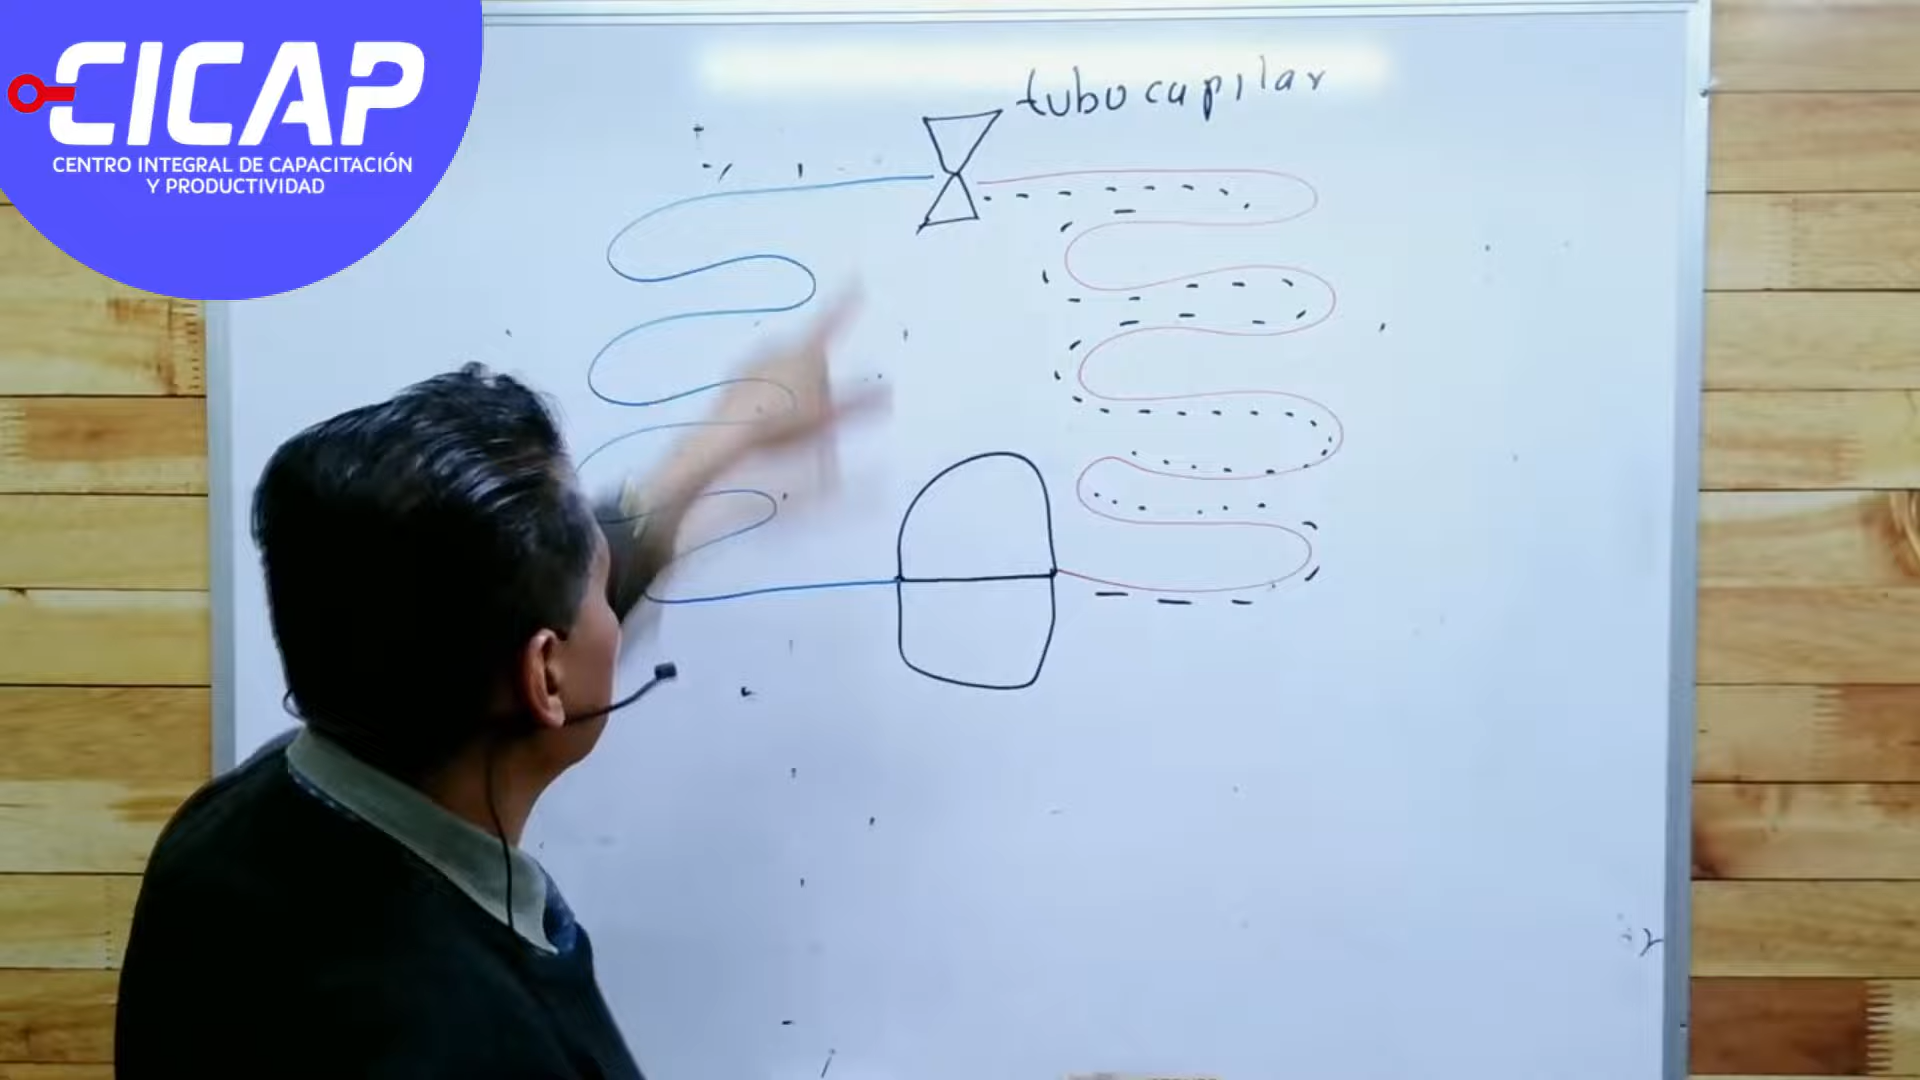 CICAP
CENTRO INTEGRAL DE CAPACITACIÓN
Y PRODUCTIVIDAD
tubo capilar